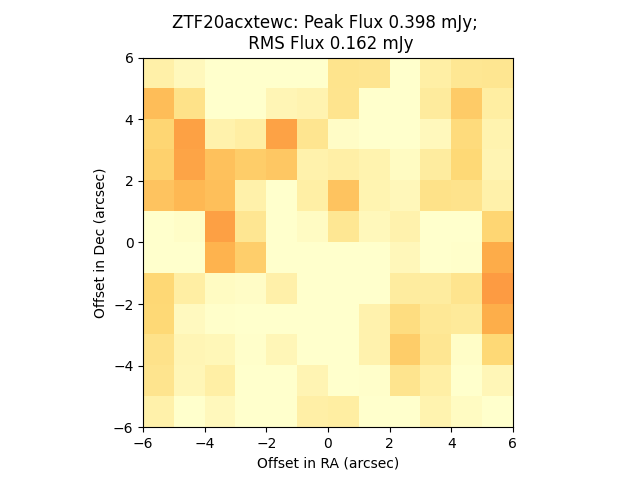 ZTF20acxtewc: Peak Flux 0.398 mJy;
RMS Flux 0.162 mJy
6
4
2
0
−2
−4
−6
Offset in Dec (arcsec)
−6 −4 −2 0 2 4 6
Offset in RA (arcsec)